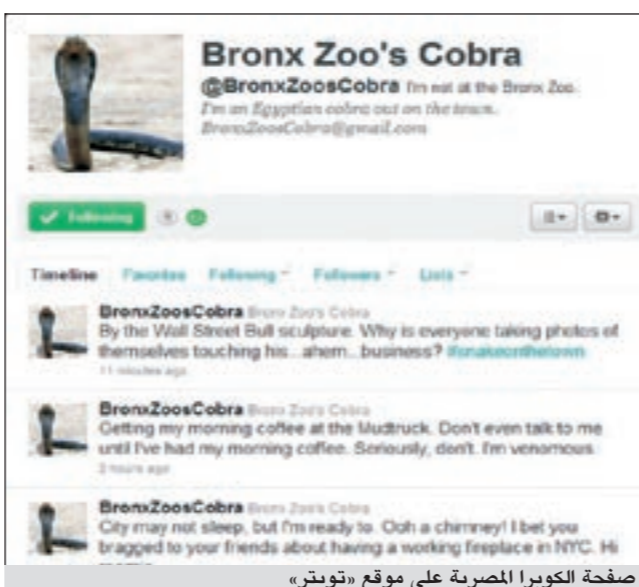 Bronx Zoo's Cobra
@BronxZoosCobra I'm not at the Bronx Zoo.
I'm an Egyptian cobra out on the town.
BronxZoosCobra@gmail.com
Following
Timeline Favorites Following Followers Lists
BronxZoosCobra Bronx Zoo's Cobra
By the Wall Street Bull sculpture. Why is everyone taking photos of
themselves touching his...ahem...business? #snakeonthetown
11 minutes ago
BronxZoosCobra Bronx Zoo's Cobra
Getting my morning coffee at the Mudtruck. Don't even talk to me
until I've had my morning coffee. Seriously, don't. I'm venomous.
2 hours ago
BronxZoosCobra Bronx Zoo's Cobra
City may not sleep, but I'm ready to. Ooh a chimney! I bet you
bragged to your friends about having a working fireplace in NYC. Hi
صفحة الكوبرا المصرية على موقع «تويتر»